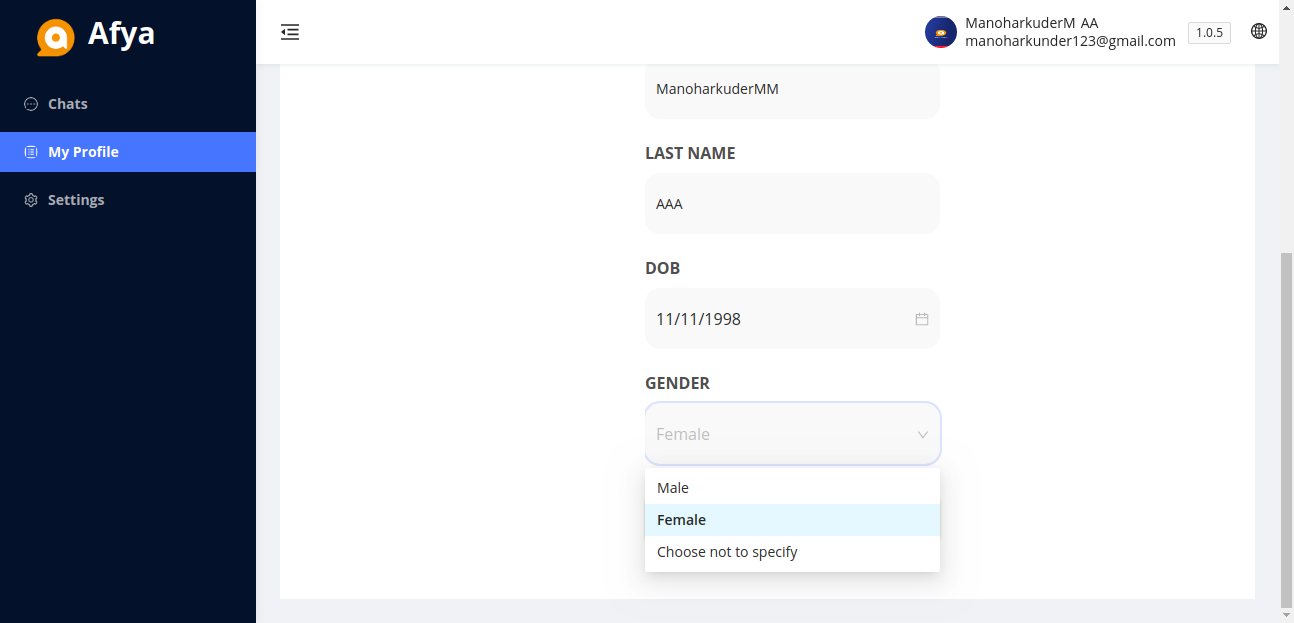 Afya
Chats
My Profile
Settings
ManoharkuderM AA
manoharkunder123@gmail.com
1.0.5
ManoharkuderMM
LAST NAME
AAA
DOB
11/11/1998
GENDER
Female
Male
Female
Choose not to specify